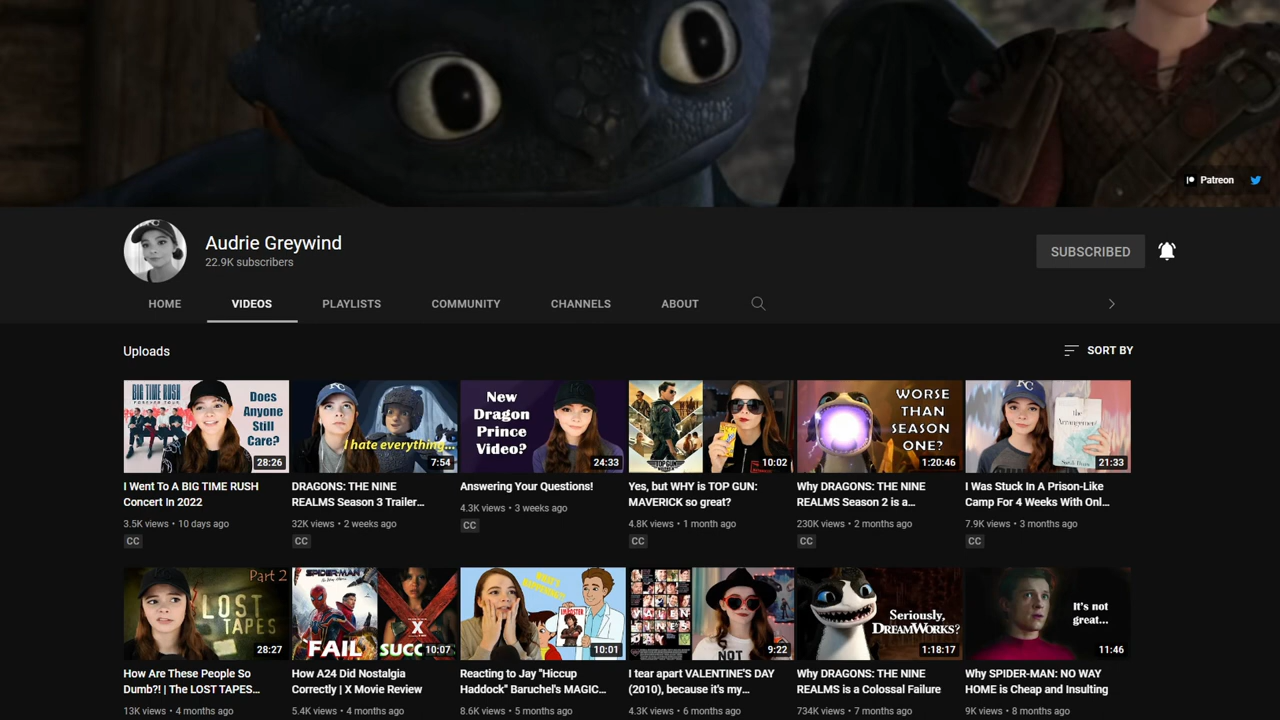 Patreon
Audrie Greywind
22.9K subscribers
SUBSCRIBED
HOME
VIDEOS
PLAYLISTS
COMMUNITY
CHANNELS
ABOUT
Uploads
SORT BY
BIG TIME RUSH
FOREVER TOUR
Does
Anyone
Still
Care?
28:26
I hate everything...
7:54
New
Dragon
Prince
Video?
24:33
TOP GUN
10:02
WORSE
THAN
SEASON
ONE?
1:20:46
KC
the
Arrangement
21:33
I Went To A BIG TIME RUSH
Concert In 2022
3.5K views • 10 days ago
CC
DRAGONS: THE NINE
REALMS Season 3 Trailer...
32K views • 2 weeks ago
CC
Answering Your Questions!
4.3K views • 3 weeks ago
CC
Yes, but WHY is TOP GUN:
MAVERICK so great?
4.8K views • 1 month ago
CC
Why DRAGONS: THE NINE
REALMS Season 2 is a...
230K views • 2 months ago
CC
I Was Stuck In A Prison-Like
Camp For 4 Weeks With Onl...
7.9K views • 3 months ago
CC
Part 2
LOST
TAPES
28:27
SPIDER-MAN
FAIL
X
SUCC
10:07
WHAT'S
HAPPENING?!
IMPOSTER
10:01
NOT
9:22
Seriously,
DREAMWORKS?
1:18:17
It's not
great...
11:46
How Are These People So
Dumb?! | The LOST TAPES...
13K views • 4 months ago
How A24 Did Nostalgia
Correctly | X Movie Review
5.4K views • 4 months ago
Reacting to Jay "Hiccup
Haddock" Baruchel's MAGIC...
8.6K views • 5 months ago
I tear apart VALENTINE'S DAY
(2010), because it's my...
4.3K views • 6 months ago
Why DRAGONS: THE NINE
REALMS is a Colossal Failure
734K views • 7 months ago
Why SPIDER-MAN: NO WAY
HOME is Cheap and Insulting
9K views • 8 months ago